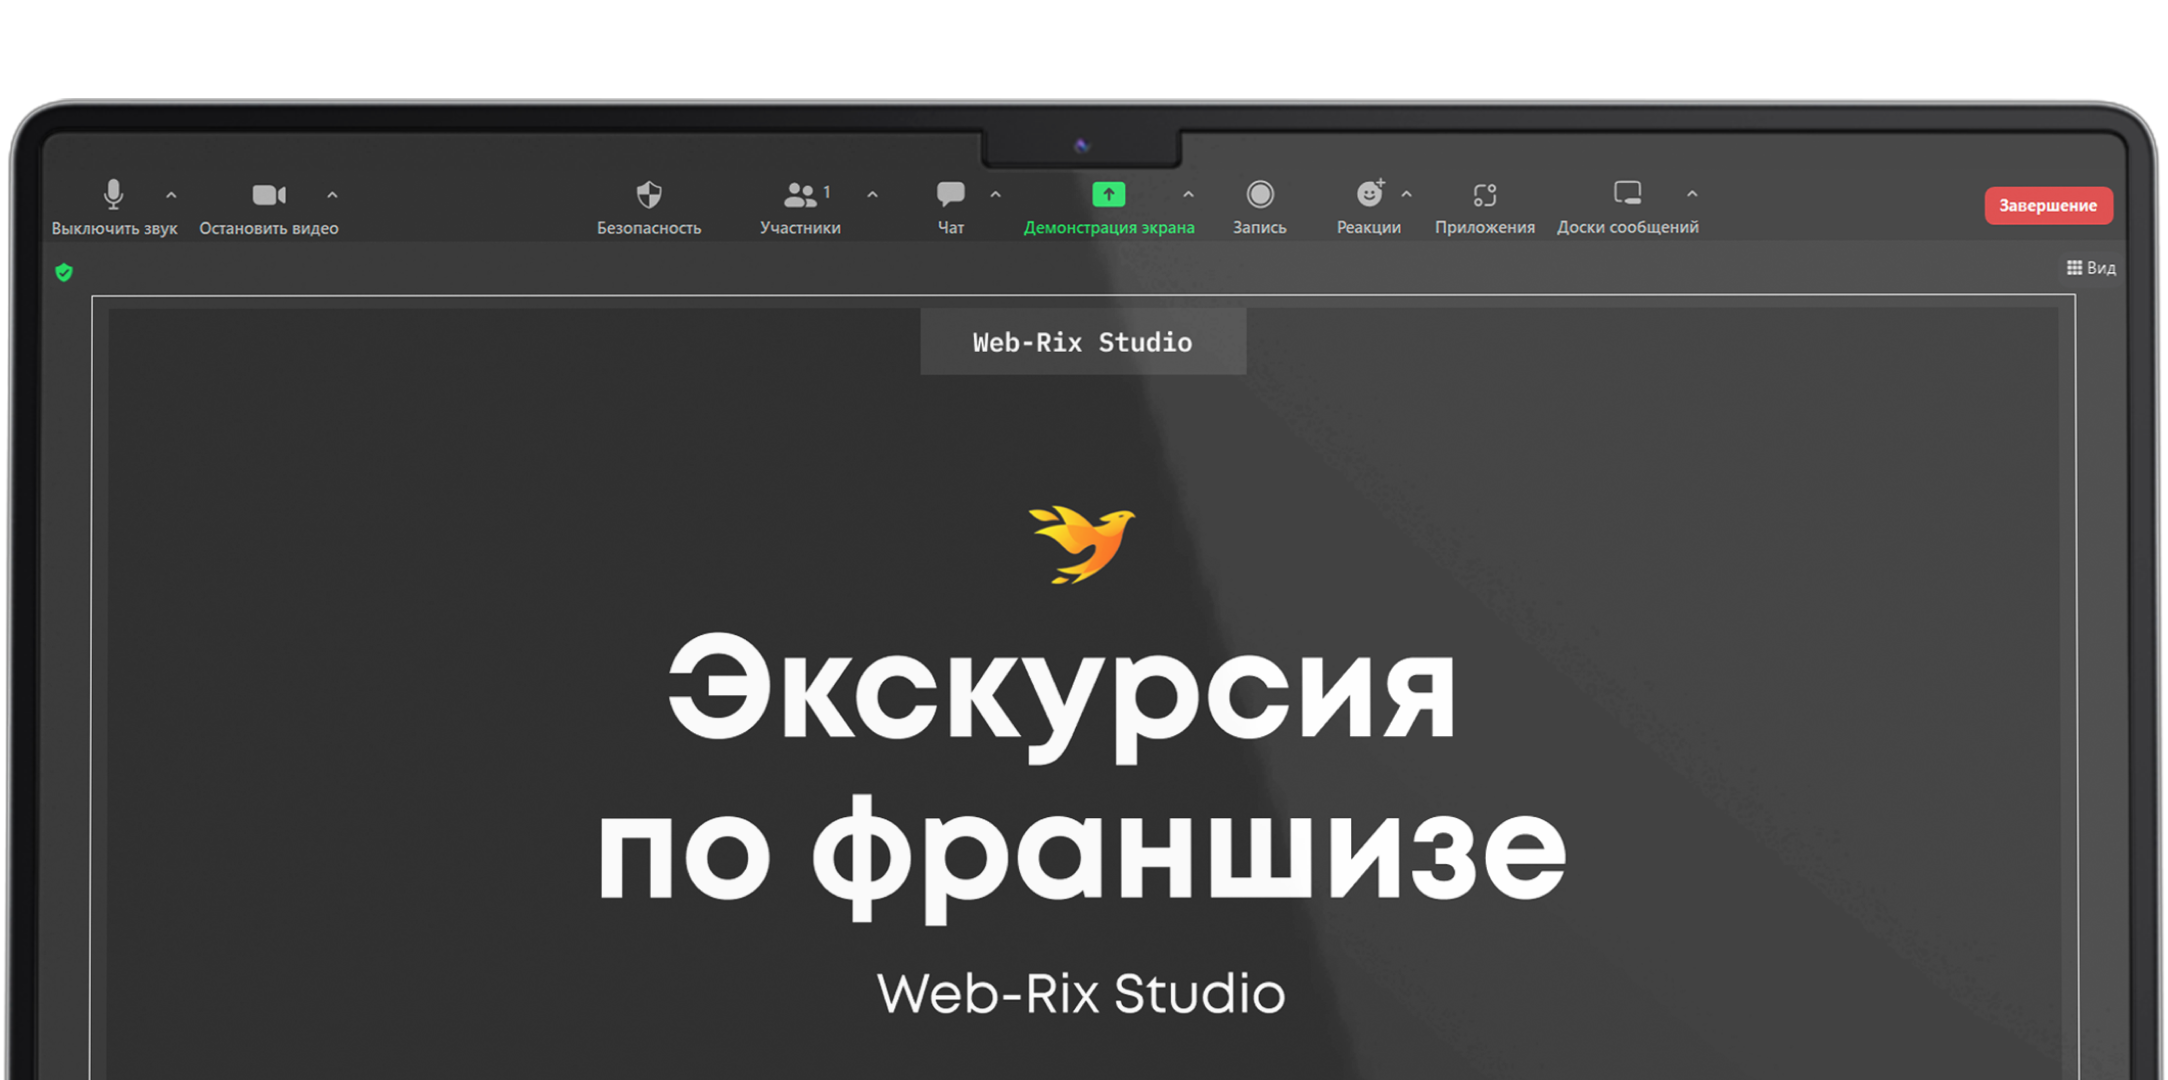 Выключить звук
Остановить видео
Безопасность
Участники 1
Чат
Демонстрация экрана
Запись
Реакции
Приложения
Доски сообщений
Завершение
Вид
Web-Rix Studio
Экскурсия
по франшизе
Web-Rix Studio